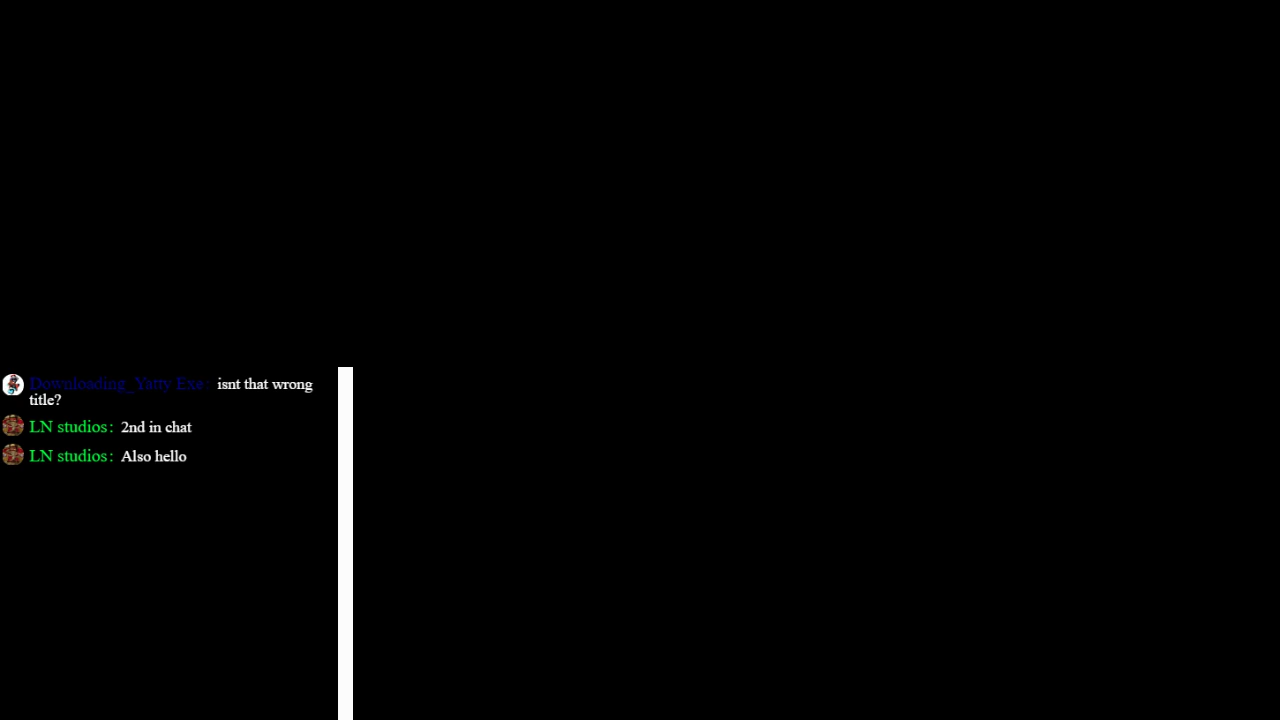 Downloading_Yatty Exe: isnt that wrong
title?
LN studios: 2nd in chat
LN studios: Also hello